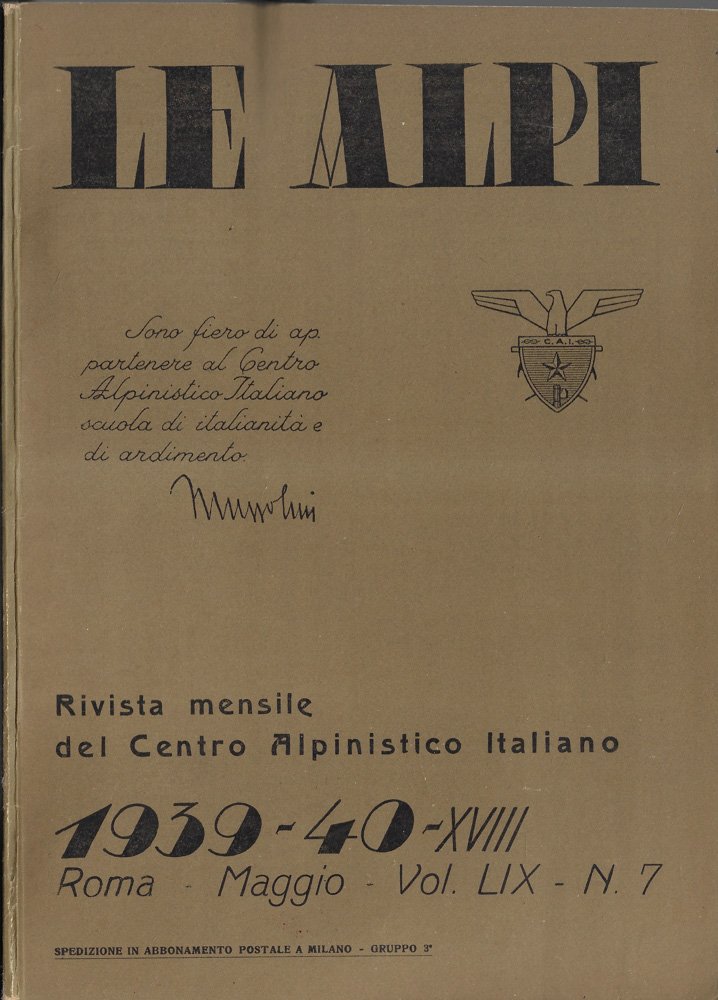 LE ALPI
Sono fiero di ap.
partenere al Centro
Alpinistico Italiano
scuola di italianità e
di ardimento.
Mussolini
C.A.I.
Rivista mensile
del Centro Alpinistico Italiano
1939-40-XVIII
Roma - Maggio - Vol. LIX - N. 7
SPEDIZIONE IN ABBONAMENTO POSTALE A MILANO - GRUPPO 3º